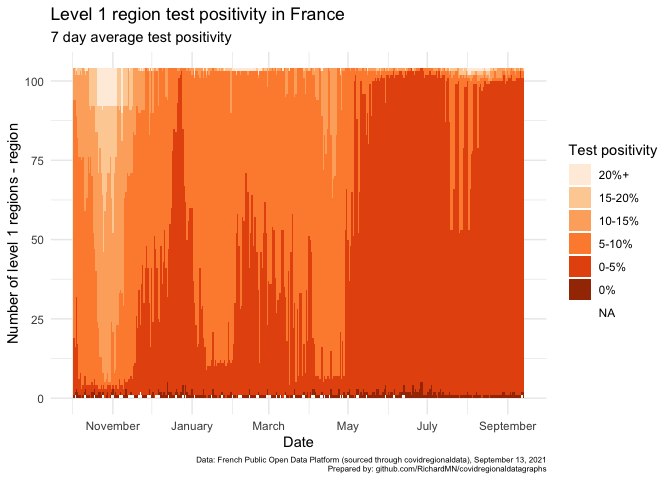 Level 1 region test positivity in France
7 day average test positivity
Number of level 1 regions - region
100
75
50
25
0
November
January
March
May
July
September
Date
Test positivity
20%+
15-20%
10-15%
5-10%
0-5%
0%
NA
Data: French Public Open Data Platform (sourced through covidregionaldata), September 13, 2021
Prepared by: github.com/RichardMN/covidregionaldatagraphs